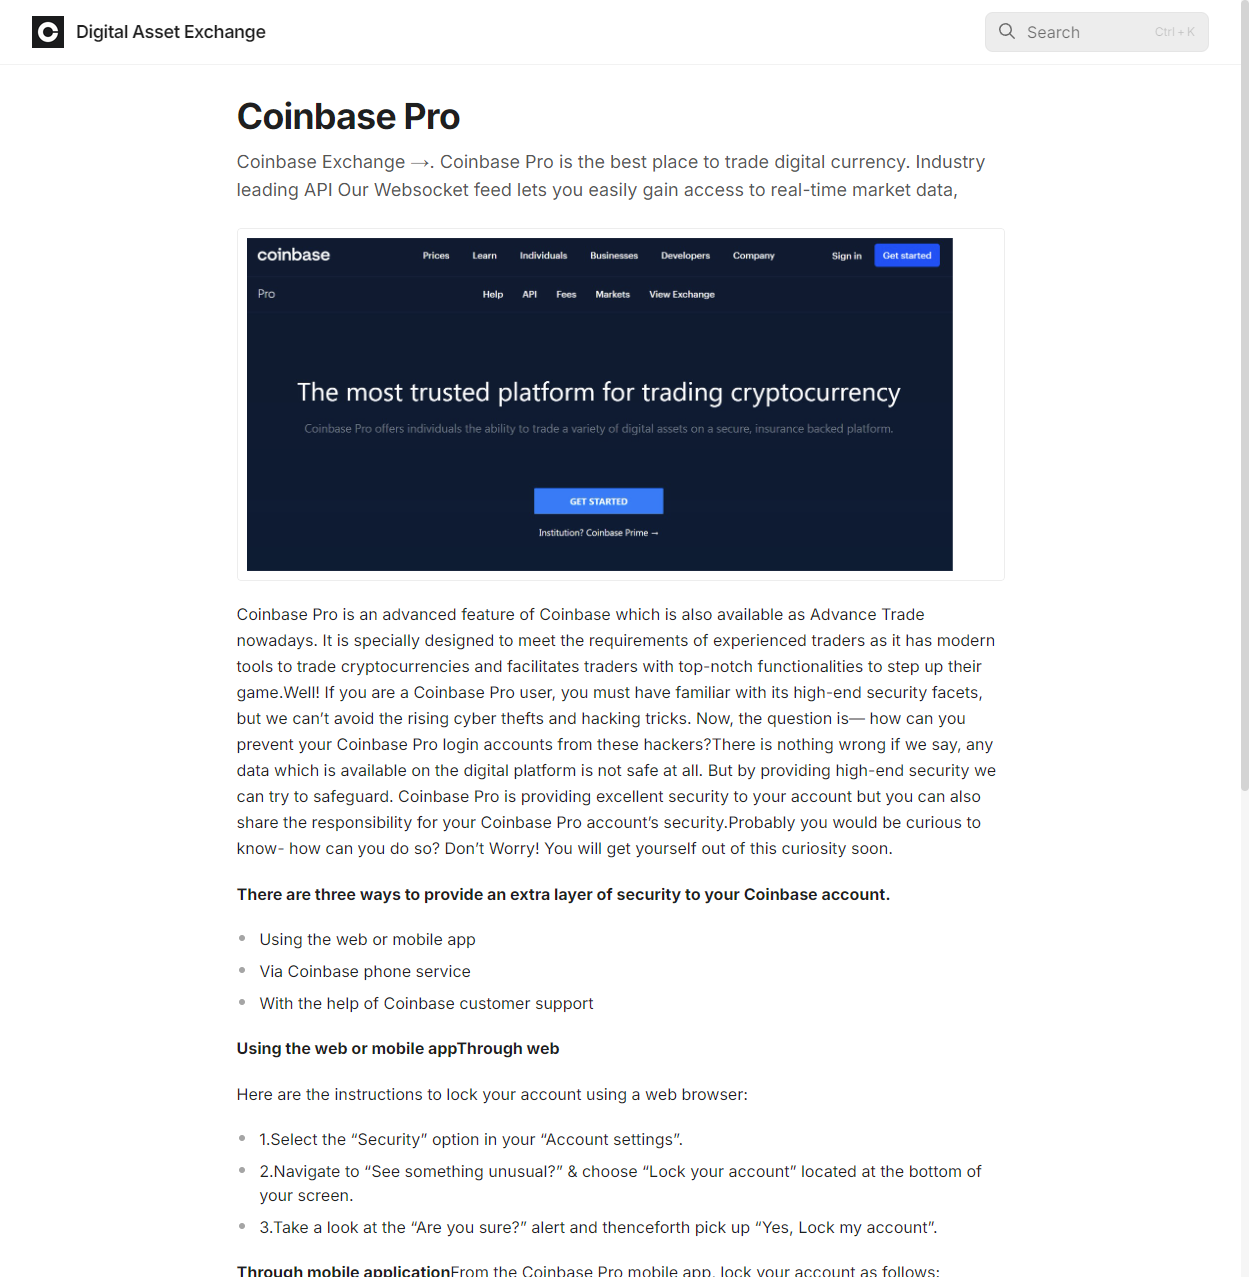 Digital Asset Exchange
Search
Ctrl + K
Coinbase Pro
Coinbase Exchange →. Coinbase Pro is the best place to trade digital currency. Industry
leading API Our Websocket feed lets you easily gain access to real-time market data,
coinbase
Prices
Learn
Individuals
Businesses
Developers
Company
Sign in
Get started
Pro
Help
API
Fees
Markets
View Exchange
The most trusted platform for trading cryptocurrency
Coinbase Pro offers individuals the ability to trade a variety of digital assets on a secure, insurance backed platform.
GET STARTED
Institution? Coinbase Prime →
Coinbase Pro is an advanced feature of Coinbase which is also available as Advance Trade
nowadays. It is specially designed to meet the requirements of experienced traders as it has modern
tools to trade cryptocurrencies and facilitates traders with top-notch functionalities to step up their
game.Well! If you are a Coinbase Pro user, you must have familiar with its high-end security facets,
but we can’t avoid the rising cyber thefts and hacking tricks. Now, the question is— how can you
prevent your Coinbase Pro login accounts from these hackers?There is nothing wrong if we say, any
data which is available on the digital platform is not safe at all. But by providing high-end security we
can try to safeguard. Coinbase Pro is providing excellent security to your account but you can also
share the responsibility for your Coinbase Pro account’s security.Probably you would be curious to
know- how can you do so? Don’t Worry! You will get yourself out of this curiosity soon.
There are three ways to provide an extra layer of security to your Coinbase account.
Using the web or mobile app
Via Coinbase phone service
With the help of Coinbase customer support
Using the web or mobile appThrough web
Here are the instructions to lock your account using a web browser:
1.Select the “Security” option in your “Account settings”.
2.Navigate to “See something unusual?” & choose “Lock your account” located at the bottom of
your screen.
3.Take a look at the “Are you sure?” alert and thenceforth pick up “Yes, Lock my account”.
Through mobile applicationFrom the Coinbase Pro mobile app, lock your account as follows: